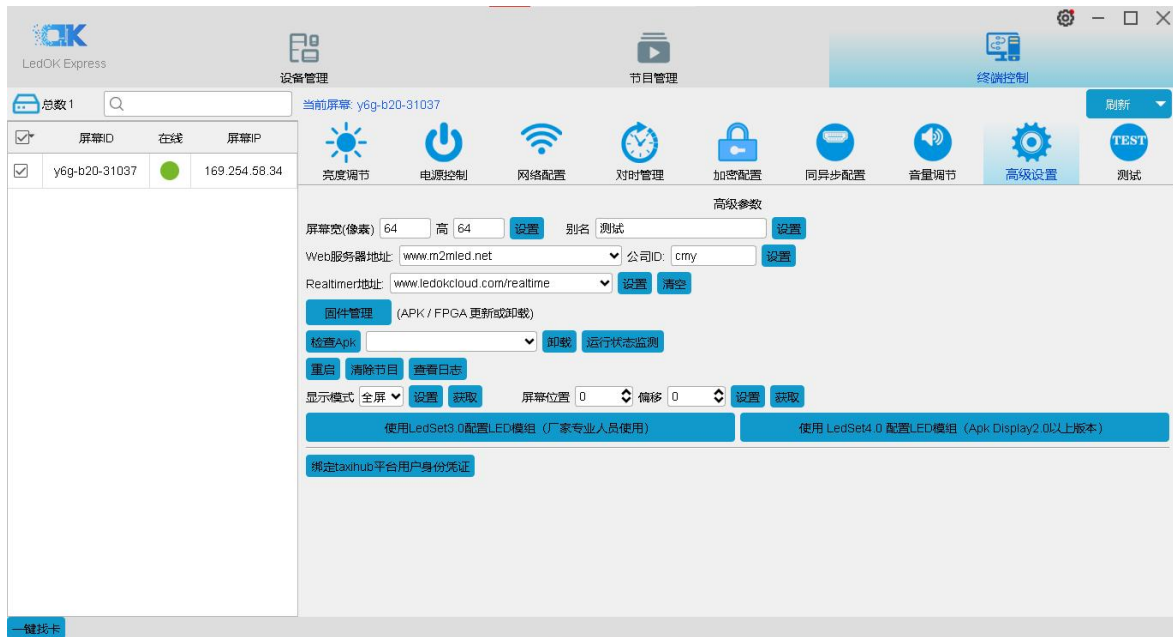 LedOK Express
设备管理
节目管理
终端控制
总数 1
当前屏幕: y6g-b20-31037
刷新
屏幕ID 在线 屏幕IP
y6g-b20-31037 169.254.58.34
亮度调节 电源控制 网络配置 对时管理 加密配置 同异步配置 音量调节 高级设置 TEST 测试
高级参数
屏幕宽(像素) 64 高 64 设置 别名 测试 设置
Web服务器地址: www.m2mled.net 公司ID: cmy 设置
Realtimer地址: www.ledokcloud.com/realtime 设置 清空
固件管理 (APK / FPGA 更新或卸载)
检查Apk 卸载 运行状态监测
重启 清除节目 查看日志
显示模式 全屏 设置 获取 屏幕位置 0 偏移 0 设置 获取
使用LedSet3.0配置LED模组（厂家专业人员使用） 使用 LedSet4.0 配置LED模组（Apk Display2.0以上版本）
绑定taxihub平台用户身份凭证
一键找卡